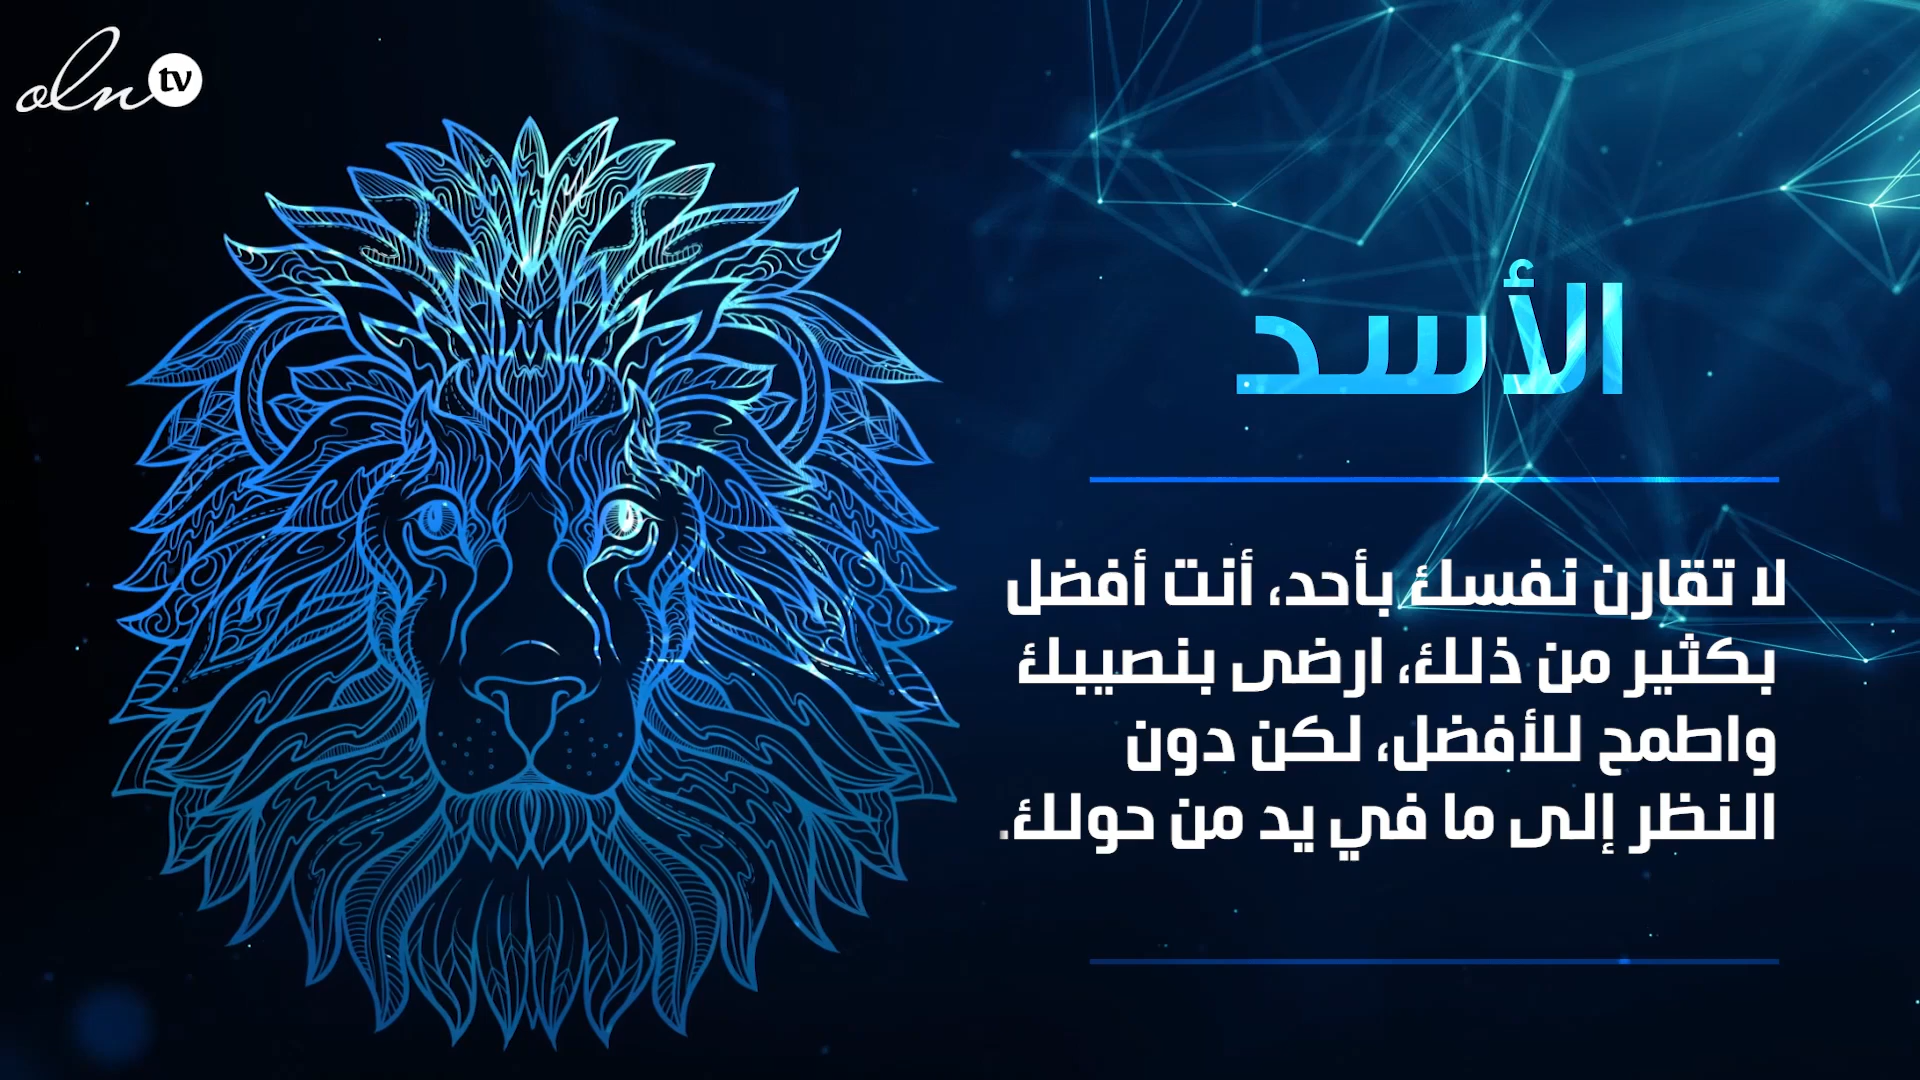 oln tv
الأسد
لا تقارن نفسك بأحد، أنت أفضل
بكثير من ذلك، ارضى بنصيبك
واطمح للأفضل، لكن دون
النظر إلى ما في يد من حولك.